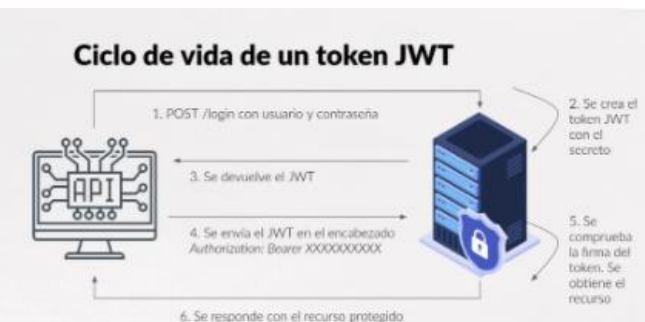 Ciclo de vida de un token JWT
1. POST /login con usuario y contraseña
2. Se crea el
token JWT
con el
secreto
API
3. Se devuelve el JWT
4. Se envía el JWT en el encabezado
Authorization: Bearer XXXXXXXXXX
5. Se
comprueba
la firma del
token. Se
obtiene el
recurso
6. Se responde con el recurso protegido